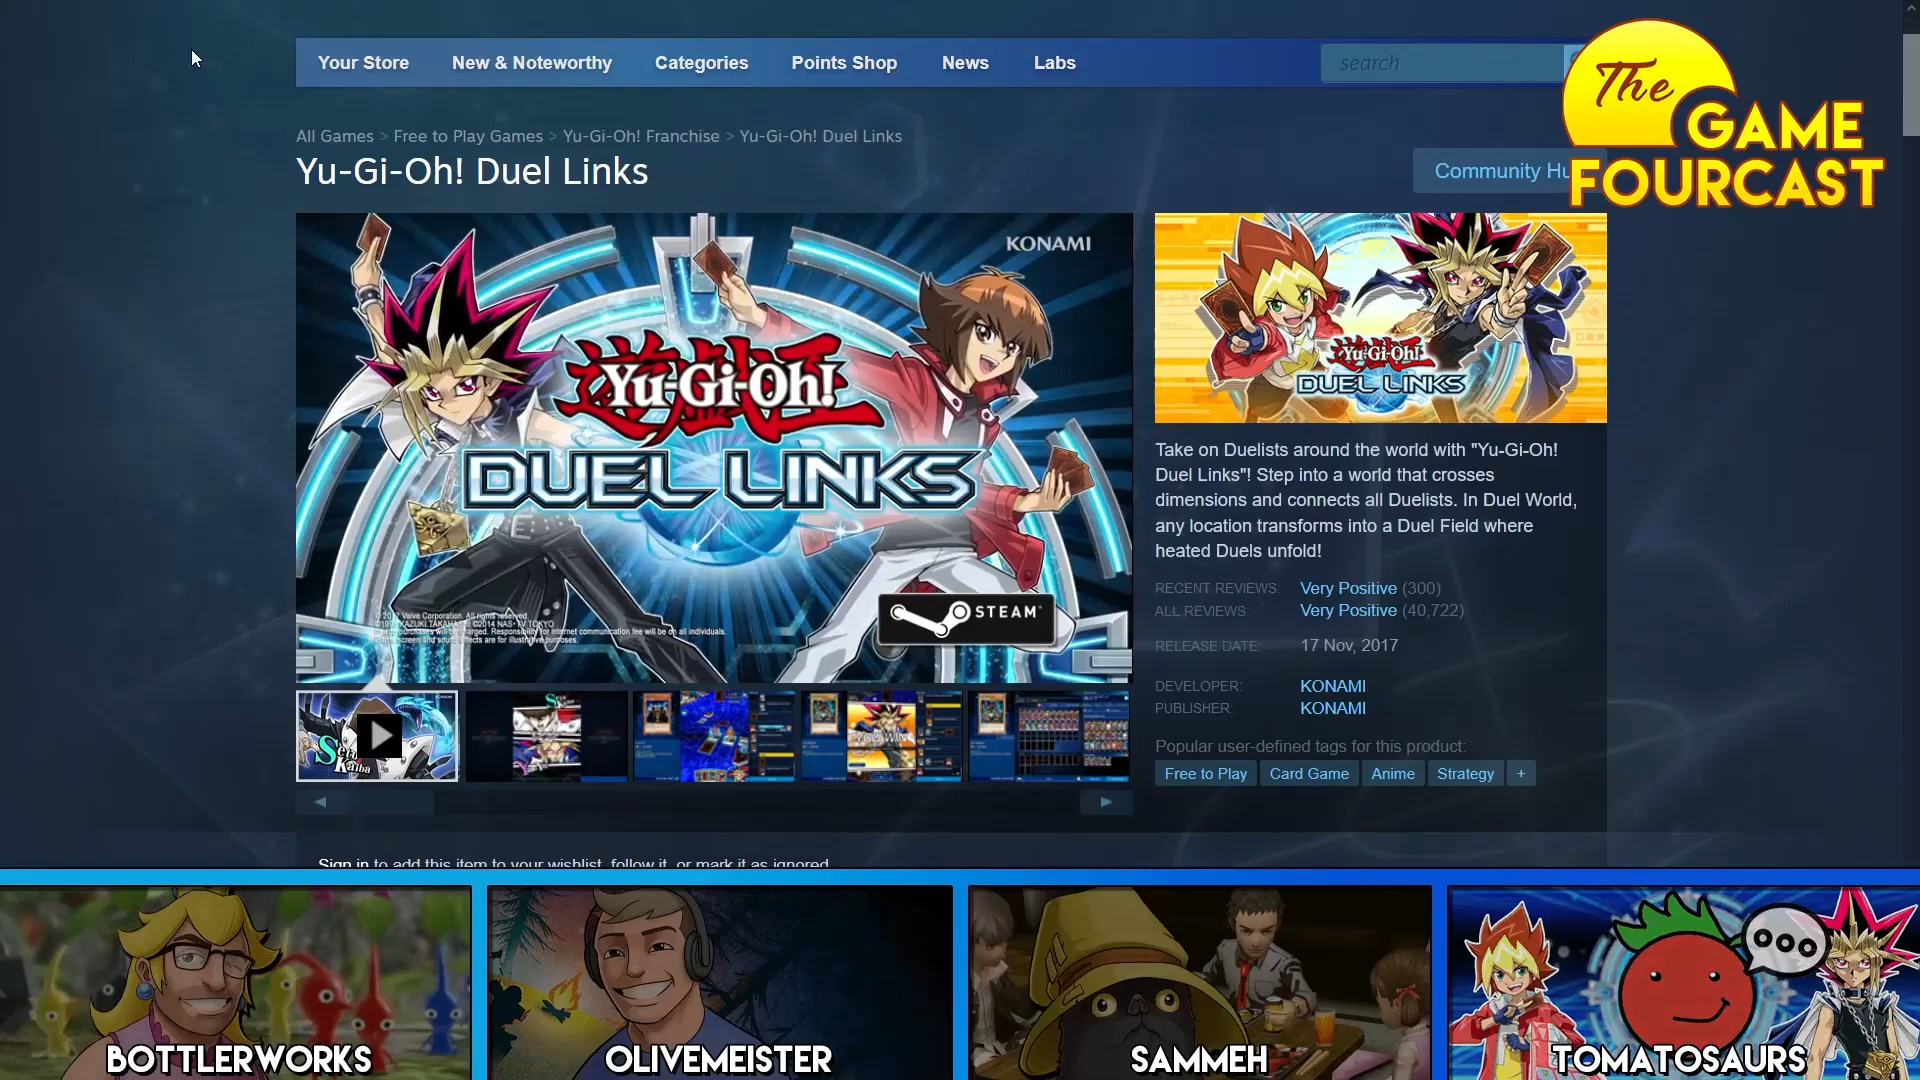 Your Store New & Noteworthy Categories Points Shop News Labs
search
The
GAME
FOURCAST
All Games > Free to Play Games > Yu-Gi-Oh! Franchise > Yu-Gi-Oh! Duel Links
Yu-Gi-Oh! Duel Links
Community Hu
KONAMI
Yu-Gi-Oh!
DUEL LINKS
STEAM
Yu-Gi-Oh!
DUEL LINKS
Take on Duelists around the world with "Yu-Gi-Oh!
Duel Links"! Step into a world that crosses
dimensions and connects all Duelists. In Duel World,
any location transforms into a Duel Field where
heated Duels unfold!
RECENT REVIEWS: Very Positive (300)
ALL REVIEWS: Very Positive (40,722)
RELEASE DATE: 17 Nov, 2017
DEVELOPER: KONAMI
PUBLISHER: KONAMI
Popular user-defined tags for this product:
Free to Play Card Game Anime Strategy +
Kaiba
YOU WIN
Sign in to add this item to your wishlist, follow it, or mark it as ignored
BOTTLERWORKS
OLIVEMEISTER
SAMMEH
TOMATOSAURS